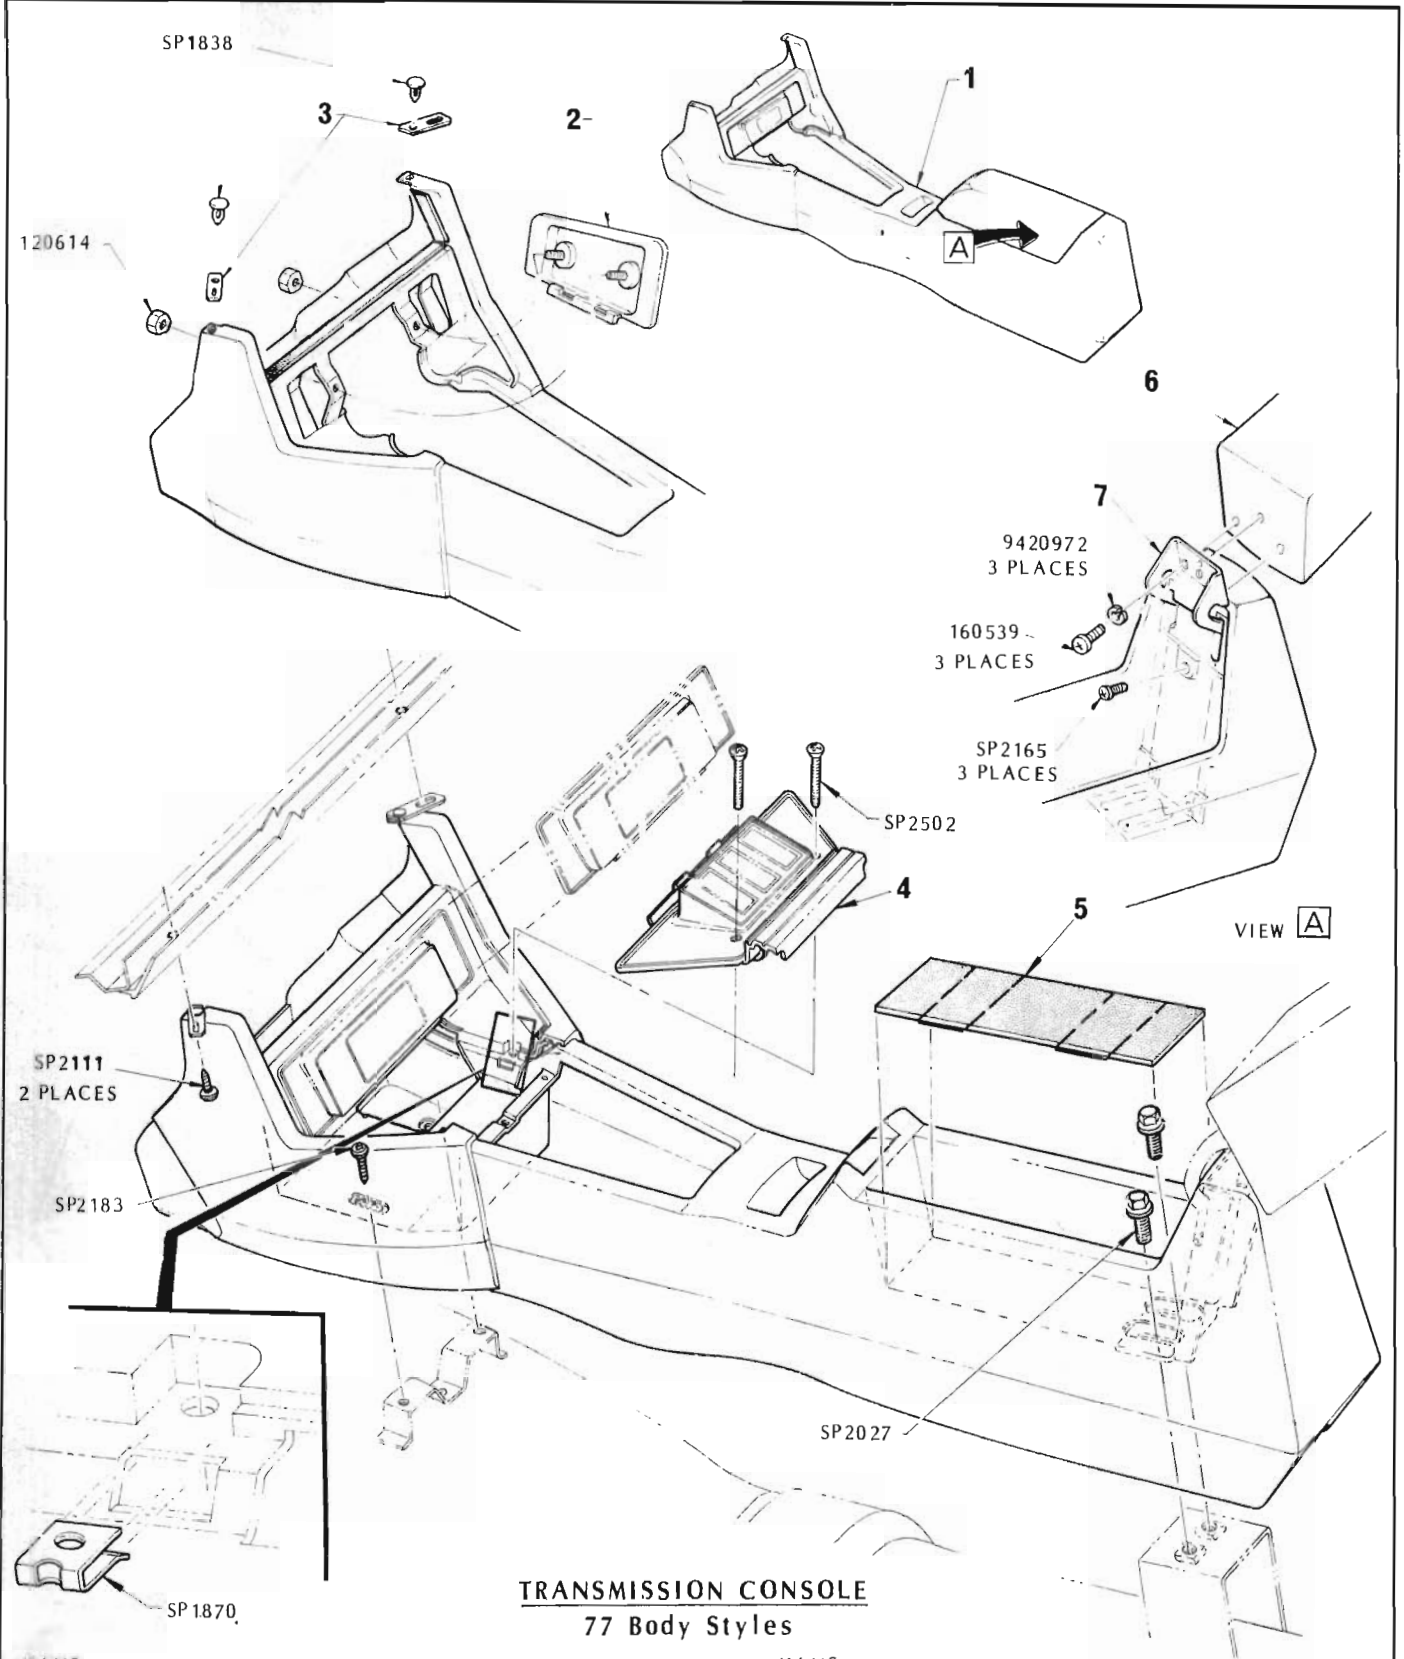 SP1838
3
2-
1
120614
A
6
7
9420972
3 PLACES
160539
3 PLACES
SP2165
3 PLACES
SP2502
4
5
VIEW A
SP2111
2 PLACES
SP2183
SP2027
SP1870
TRANSMISSION CONSOLE
77 Body Styles